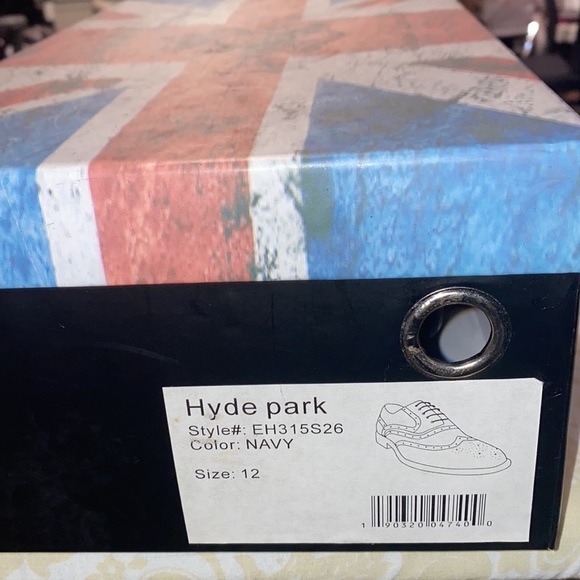 Hyde park
Style#: EH315S26
Color: NAVY
Size: 12
1 90320 04740 0